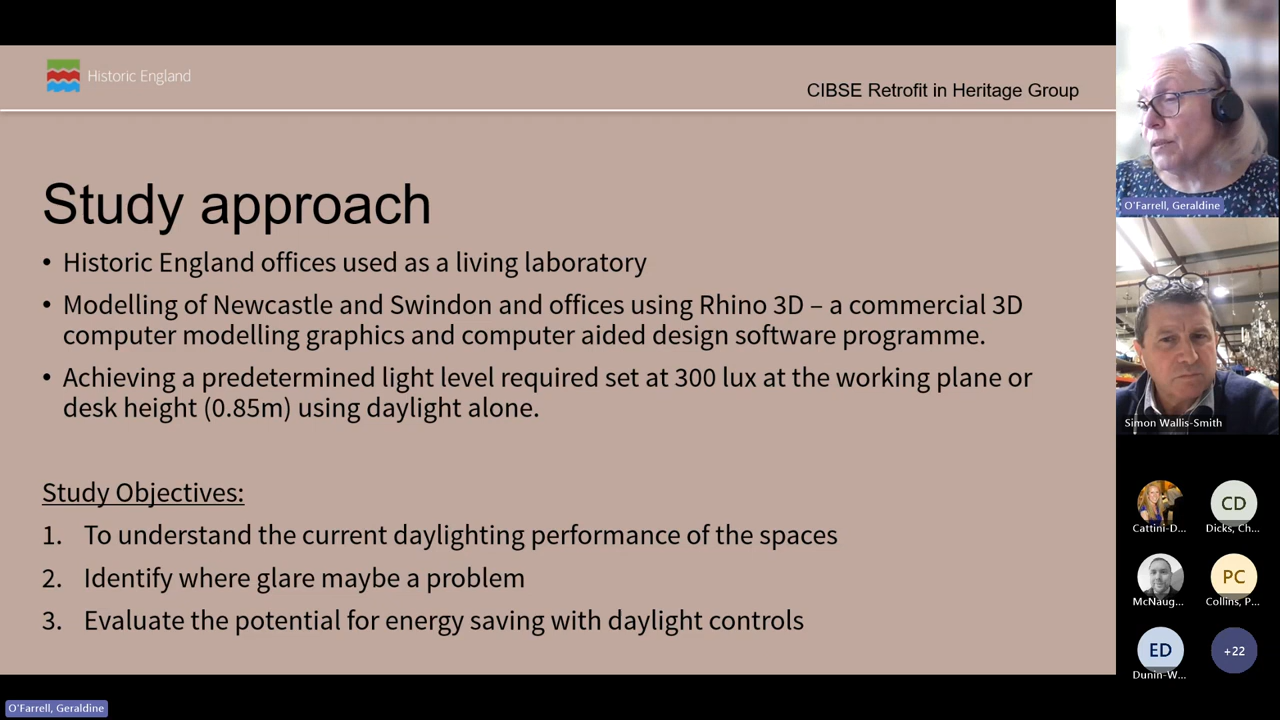 Historic England
CIBSE Retrofit in Heritage Group
Study approach
• Historic England offices used as a living laboratory
• Modelling of Newcastle and Swindon and offices using Rhino 3D – a commercial 3D
computer modelling graphics and computer aided design software programme.
• Achieving a predetermined light level required set at 300 lux at the working plane or
desk height (0.85m) using daylight alone.
Study Objectives:
1. To understand the current daylighting performance of the spaces
2. Identify where glare maybe a problem
3. Evaluate the potential for energy saving with daylight controls
O'Farrell, Geraldine
O'Farrell, Geraldine
Simon Wallis-Smith
Cattini-D...
CD
Dicks, Ch...
McNaug...
PC
Collins, P...
ED
Dunin-W...
+22